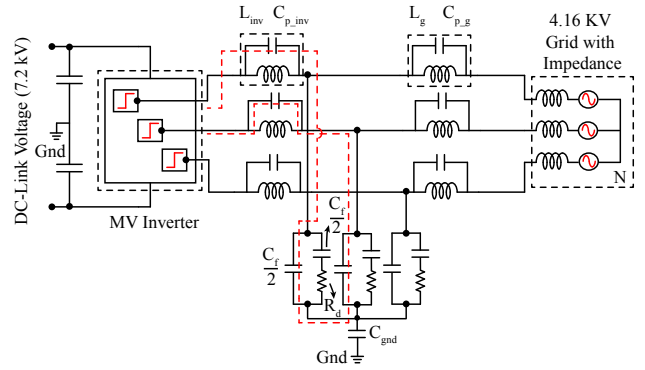 L_inv C_p_inv
L_g C_p_g
4.16 KV
Grid with
Impedance
DC-Link Voltage (7.2 kV)
Gnd
MV Inverter
N
C_f
2
C_f
2
R_d
C_gnd
Gnd